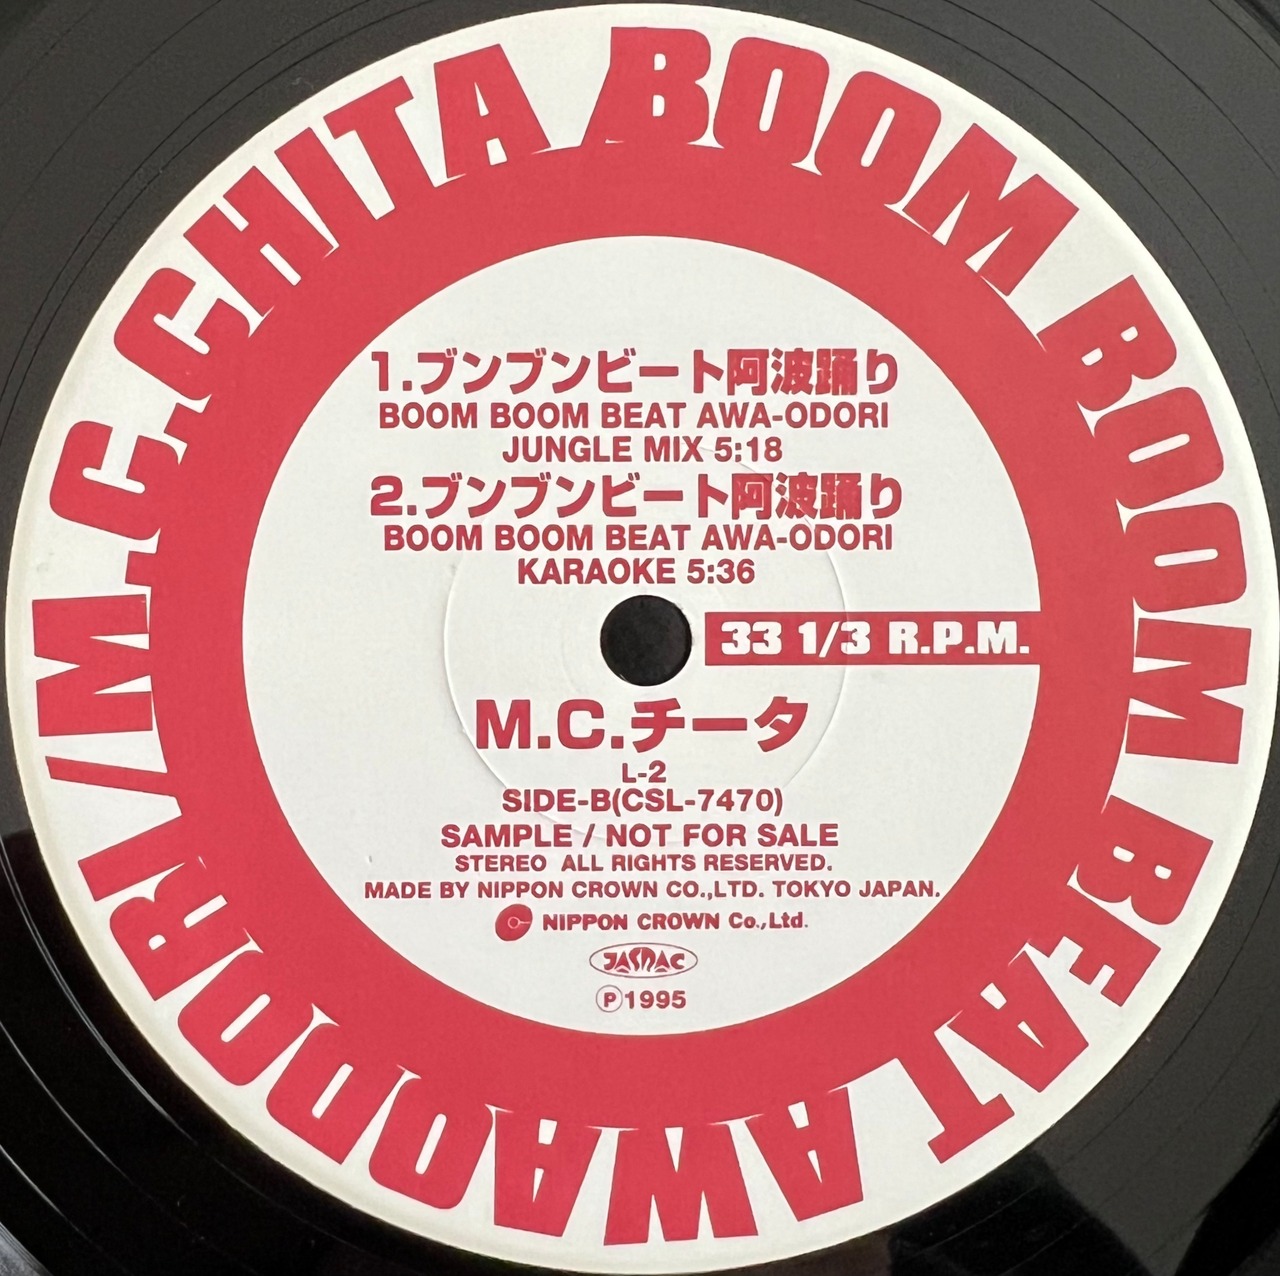 M.C.CHITA BOOM BOOM BEAT AWAODORI /
1.ブンブンビート阿波踊り
BOOM BOOM BEAT AWA-ODORI
JUNGLE MIX 5:18
2.ブンブンビート阿波踊り
BOOM BOOM BEAT AWA-ODORI
KARAOKE 5:36
33 1/3 R.P.M.
M.C.チータ
L-2
SIDE-B(CSL-7470)
SAMPLE / NOT FOR SALE
STEREO ALL RIGHTS RESERVED.
MADE BY NIPPON CROWN CO.,LTD. TOKYO JAPAN.
NIPPON CROWN Co.,Ltd.
JASRAC
Ⓟ1995